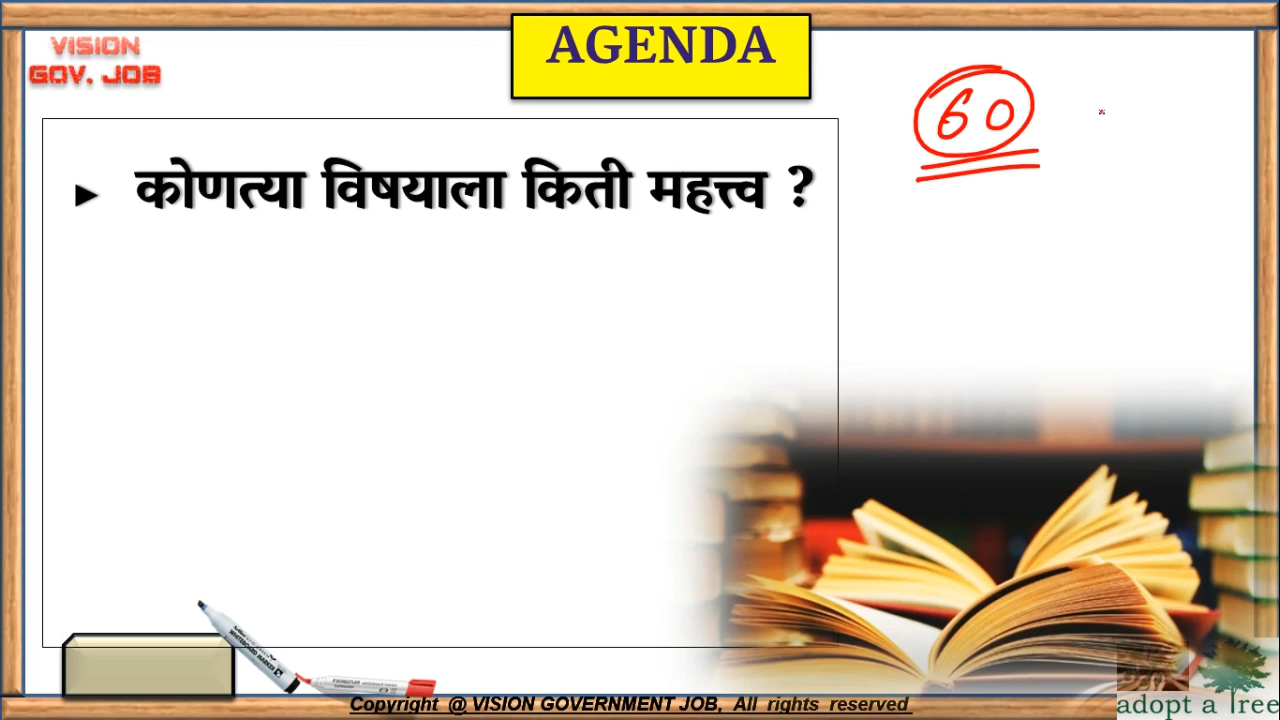 AGENDA
VISION
GOV. JOB
60
► कोणत्या विषयाला किती महत्त्व ?
Copyright @ VISION GOVERNMENT JOB, All rights reserved
adopt a Tree